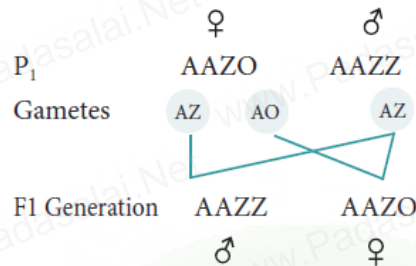 ♀ ♂
P₁ AAZO AAZZ
Gametes AZ AO AZ
F1 Generation AAZZ AAZO
♂ ♀